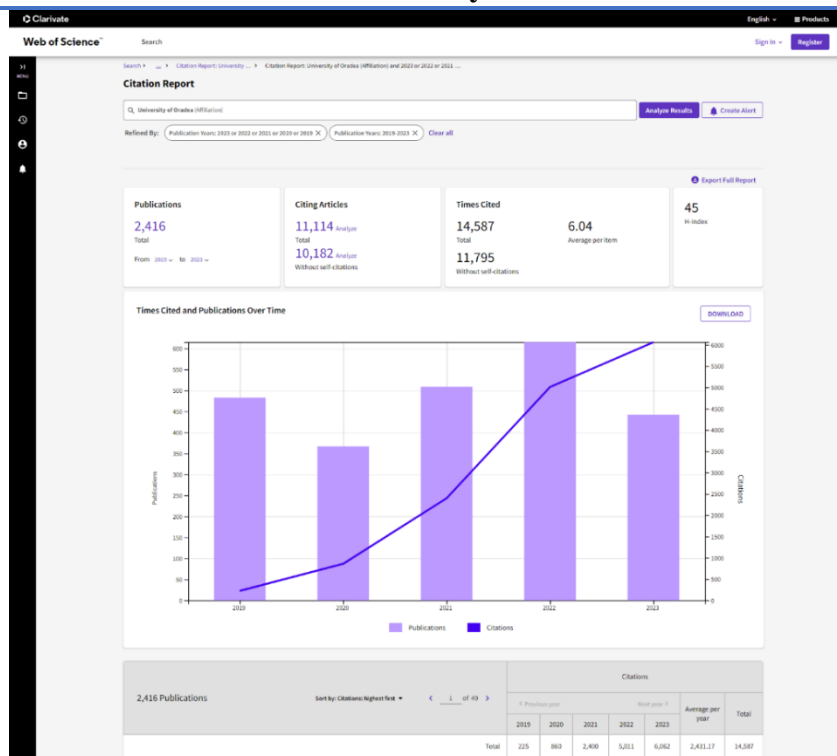 Clarivate English Products
Web of Science™ Search Sign In Register
MENU
Search > ... > Citation Report: University ... > Citation Report: University of Oradea (Affiliation) and 2023 or 2022 or 2021 ...
Citation Report
University of Oradea (Affiliation) Analyze Results Create Alert
Refined By: Publication Years: 2023 or 2022 or 2021 or 2020 or 2019 Publication Years: 2019-2023 Clear all
Export Full Report
Publications
2,416
Total
From 2019 to 2023
Citing Articles
11,114 Analyze
Total
10,182 Analyze
Without self-citations
Times Cited
14,587
Total
6.04
Average per item
11,795
Without self-citations
45
H-Index
Times Cited and Publications Over Time
DOWNLOAD
600
550
500
450
400
350
300
250
200
150
100
50
0
Publications
6000
5500
5000
4500
4000
3500
3000
2500
2000
1500
1000
500
0
Citations
2019 2020 2021 2022 2023
Publications Citations
2,416 Publications
Sort by: Citations: highest first
< 1 of 49 >
Citations
< Previous year Next year >
Average per year
Total
2019 2020 2021 2022 2023
Total 225 860 2,400 5,011 6,062 2,431.17 14,587